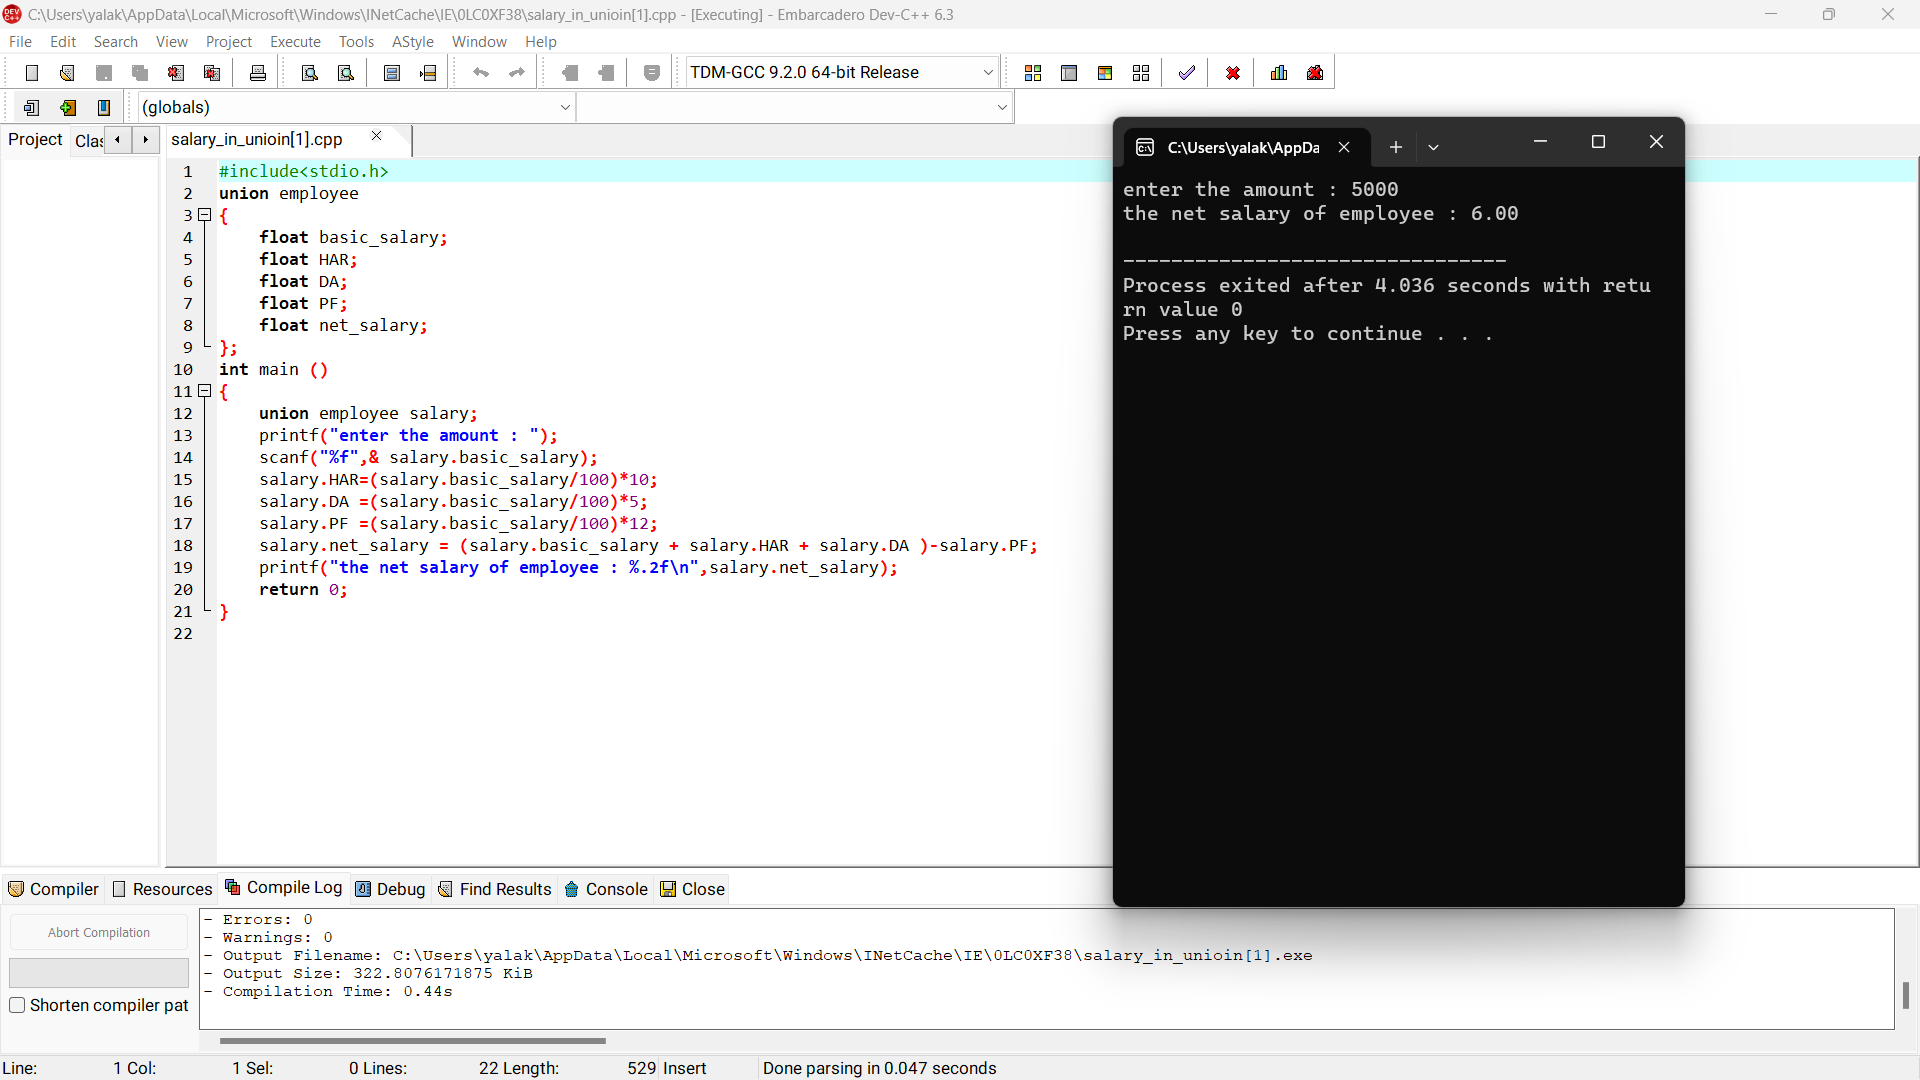 C:\Users\yalak\AppData\Local\Microsoft\Windows\INetCache\IE\0LC0XF38\salary_in_unioin[1].cpp - [Executing] - Embarcadero Dev-C++ 6.3
File Edit Search View Project Execute Tools AStyle Window Help
TDM-GCC 9.2.0 64-bit Release
(globals)
Project Clas
salary_in_unioin[1].cpp
1 #include<stdio.h>
2 union employee
3 {
4 float basic_salary;
5 float HAR;
6 float DA;
7 float PF;
8 float net_salary;
9 };
10 int main ()
11 {
12 union employee salary;
13 printf("enter the amount : ");
14 scanf("%f",& salary.basic_salary);
15 salary.HAR=(salary.basic_salary/100)*10;
16 salary.DA =(salary.basic_salary/100)*5;
17 salary.PF =(salary.basic_salary/100)*12;
18 salary.net_salary = (salary.basic_salary + salary.HAR + salary.DA )-salary.PF;
19 printf("the net salary of employee : %.2f\n",salary.net_salary);
20 return 0;
21 }
22
C:\Users\yalak\AppDa
enter the amount : 5000
the net salary of employee : 6.00
--------------------------------
Process exited after 4.036 seconds with retu
rn value 0
Press any key to continue . . .
Compiler Resources Compile Log Debug Find Results Console Close
Abort Compilation
Shorten compiler pat
- Errors: 0
- Warnings: 0
- Output Filename: C:\Users\yalak\AppData\Local\Microsoft\Windows\INetCache\IE\0LC0XF38\salary_in_unioin[1].exe
- Output Size: 322.8076171875 KiB
- Compilation Time: 0.44s
Line: 1 Col: 1 Sel: 0 Lines: 22 Length: 529 Insert Done parsing in 0.047 seconds